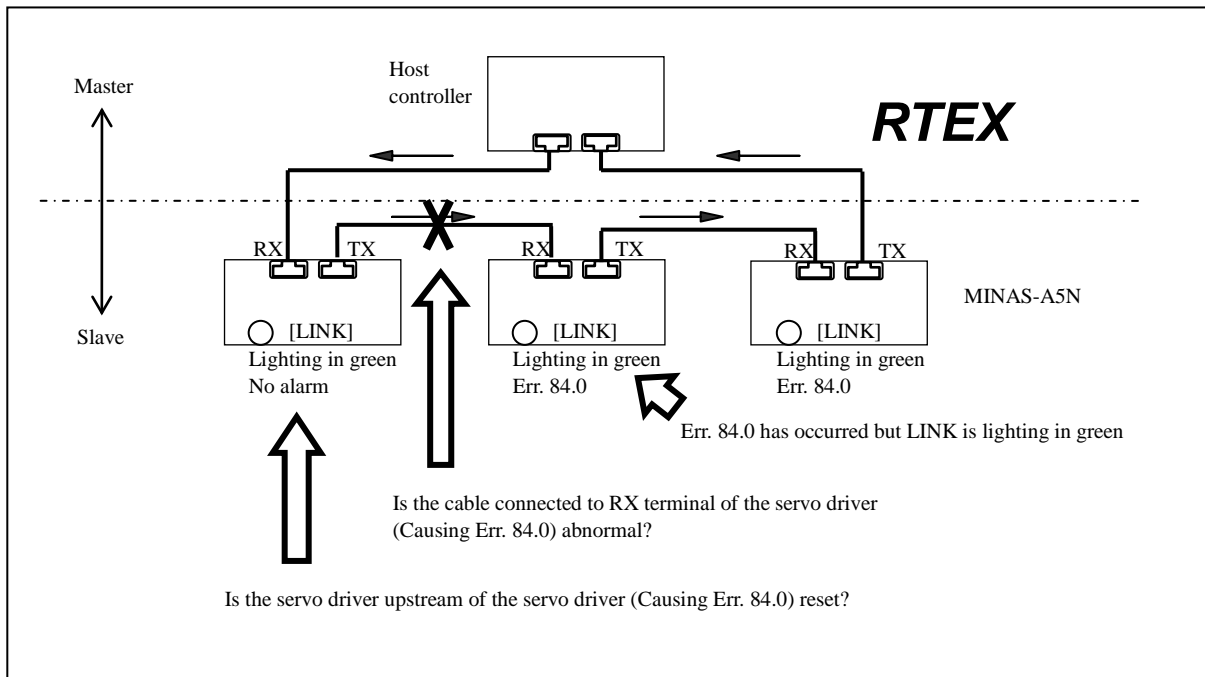 Master
Host
controller
RTEX
RX
TX
RX
TX
RX
TX
MINAS-A5N
Slave
[LINK]
[LINK]
[LINK]
Lighting in green
No alarm
Lighting in green
Err. 84.0
Lighting in green
Err. 84.0
Err. 84.0 has occurred but LINK is lighting in green
Is the cable connected to RX terminal of the servo driver
(Causing Err. 84.0) abnormal?
Is the servo driver upstream of the servo driver (Causing Err. 84.0) reset?